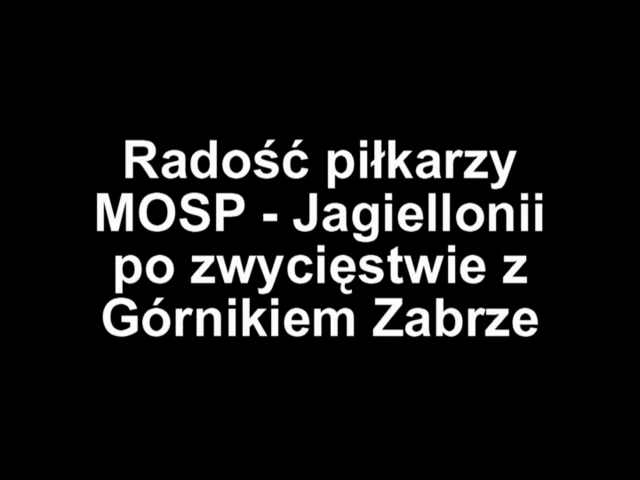 Radość piłkarzy
MOSP - Jagiellonii
po zwycięstwie z
Górnikiem Zabrze